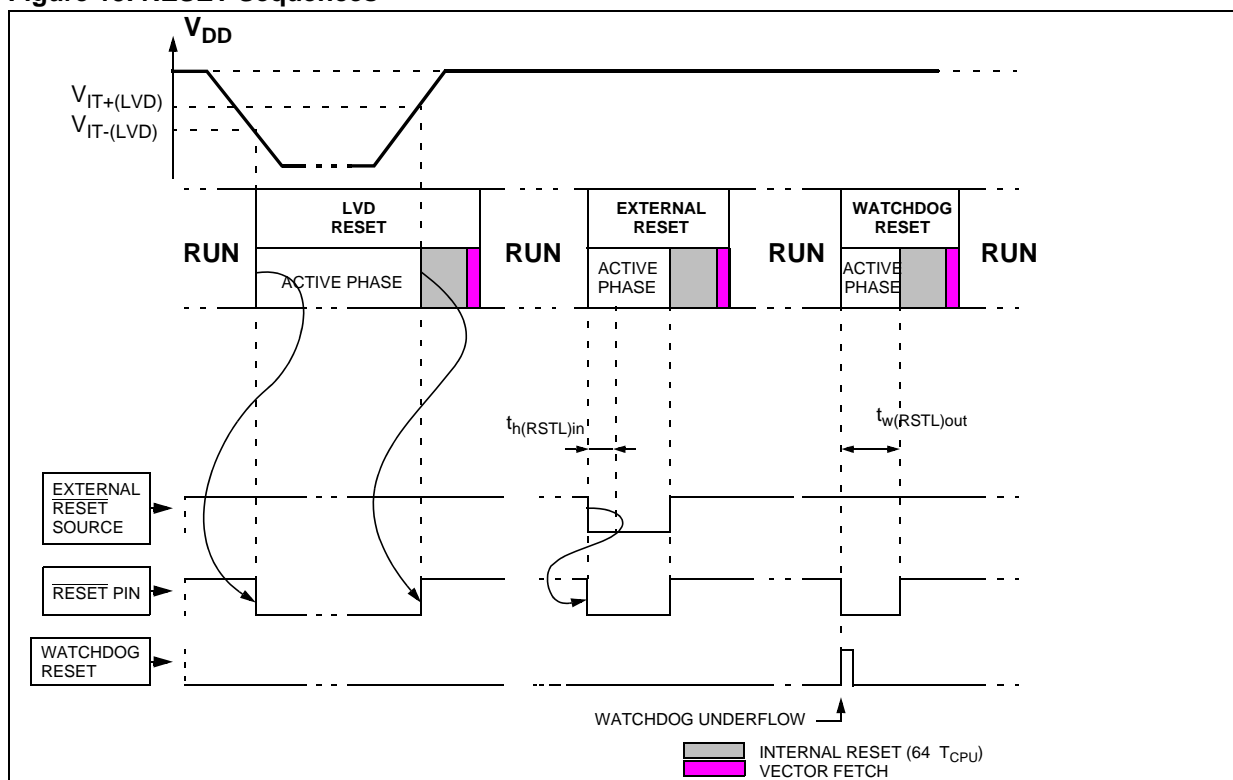 Figure 15. RESET Sequences
VDD
VIT+(LVD)
VIT-(LVD)
LVD
RESET
EXTERNAL
RESET
WATCHDOG
RESET
RUN
ACTIVE PHASE
RUN
ACTIVE
PHASE
RUN
ACTIVE
PHASE
RUN
th(RSTL)in
tw(RSTL)out
EXTERNAL
RESET
SOURCE
RESET PIN
WATCHDOG
RESET
WATCHDOG UNDERFLOW
INTERNAL RESET (64 TCPU)
VECTOR FETCH